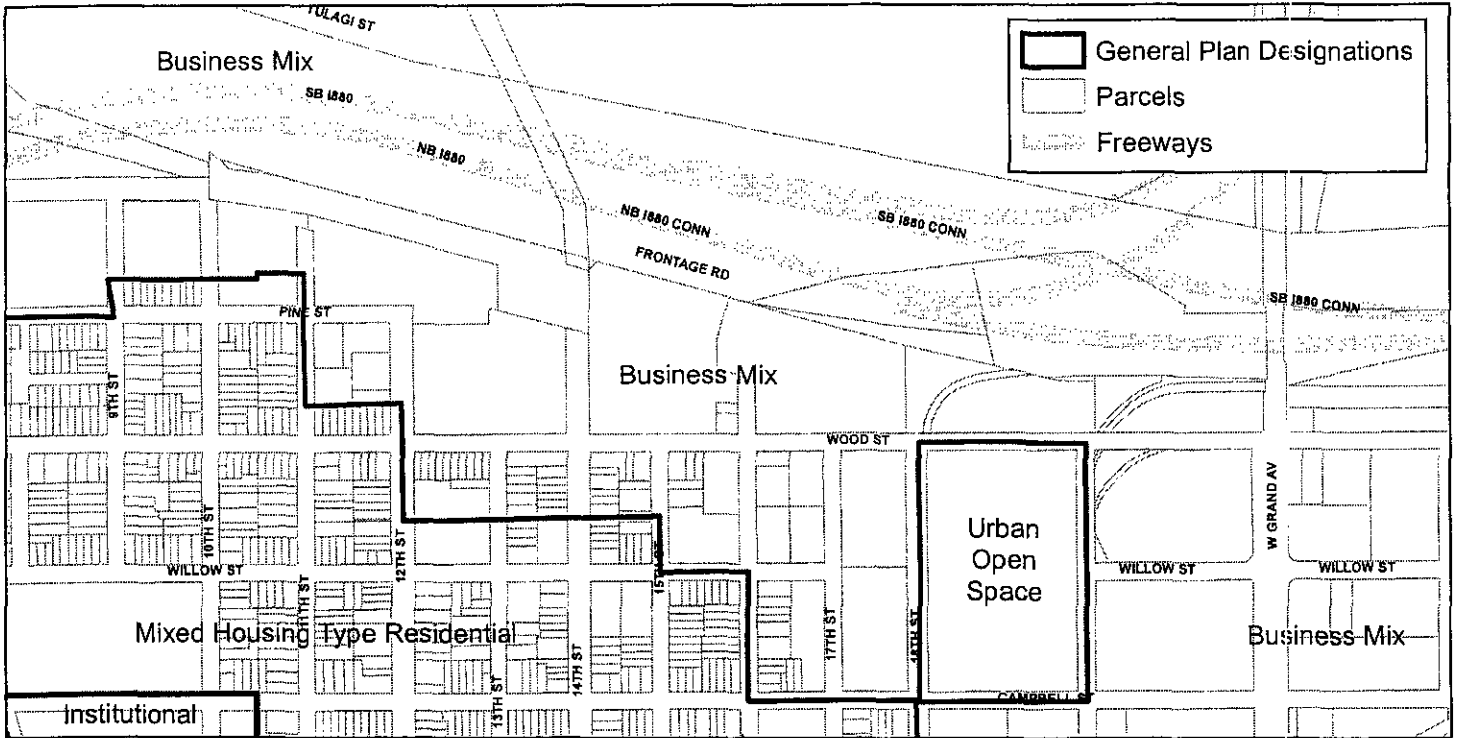 TULAGI ST
Business Mix
SB I880
NB I880
NB I880 CONN
SB I880 CONN
FRONTAGE RD
SB I880 CONN
General Plan Designations
Parcels
Freeways
PINE ST
9TH ST
Business Mix
WOOD ST
10TH ST
12TH ST
WILLOW ST
11TH ST
15TH ST
Mixed Housing Type Residential
14TH ST
13TH ST
17TH ST
18TH ST
Urban
Open
Space
W GRAND AV
WILLOW ST
WILLOW ST
Business Mix
CAMPBELL ST
Institutional